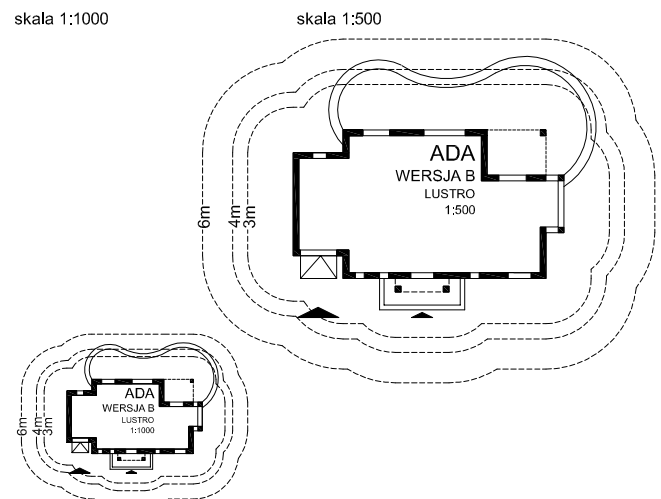 skala 1:1000
skala 1:500
ADA
WERSJA B
LUSTRO
1:500
6m
4m
3m
ADA
WERSJA B
LUSTRO
1:1000
6m
4m
3m